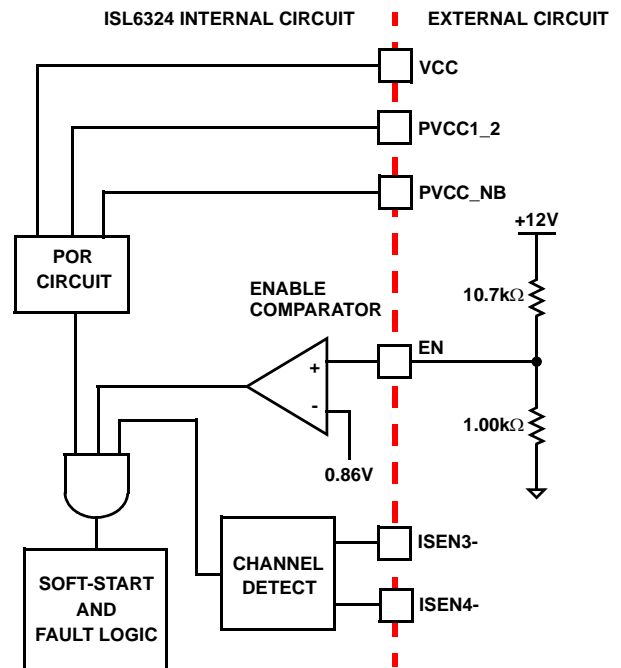 ISL6324 INTERNAL CIRCUIT
EXTERNAL CIRCUIT
VCC
PVCC1_2
PVCC_NB
+12V
POR
CIRCUIT
ENABLE
COMPARATOR
10.7kΩ
EN
+
-
1.00kΩ
0.86V
ISEN3-
CHANNEL
DETECT
ISEN4-
SOFT-START
AND
FAULT LOGIC